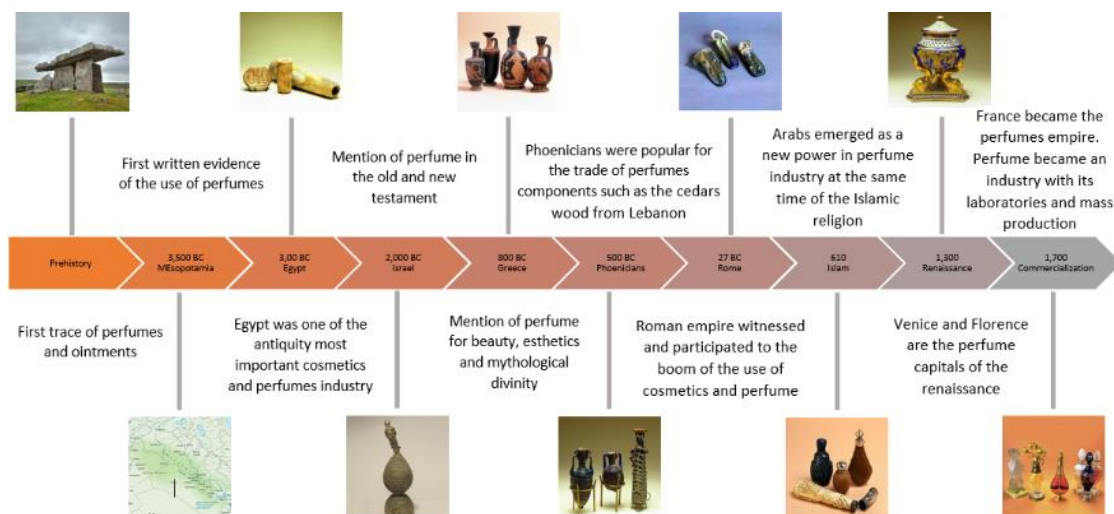 First written evidence
of the use of perfumes
Mention of perfume in
the old and new
testament
Phoenicians were popular for
the trade of perfumes
components such as the cedars
wood from Lebanon
Arabs emerged as a
new power in perfume
industry at the same
time of the Islamic
religion
France became the
perfumes empire.
Perfume became an
industry with its
laboratories and mass
production
Prehistory
3,500 BC
MEsopotamia
3,00 BC
Egypt
2,000 BC
Israel
800 BC
Greece
500 BC
Phoenicians
27 BC
Rome
610
Islam
1,300
Renaissance
1,700
Commercialization
First trace of perfumes
and ointments
Egypt was one of the
antiquity most
important cosmetics
and perfumes industry
Mention of perfume
for beauty, esthetics
and mythological
divinity
Roman empire witnessed
and participated to the
boom of the use of
cosmetics and perfume
Venice and Florence
are the perfume
capitals of the
renaissance